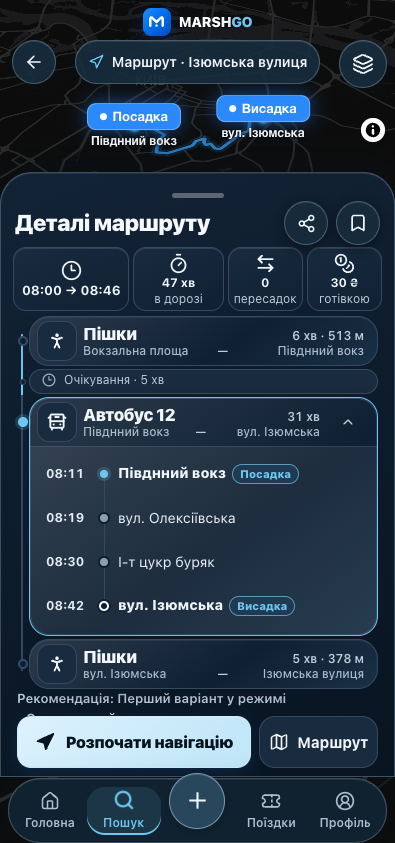 MARSHGO
Маршрут · Ізюмська вулиця
Посадка
Висадка
Південний вокз
вул. Ізюмська
Деталі маршруту
08:00 → 08:46
47 хв
в дорозі
0
пересадок
30 ₴
готівкою
Пішки
6 хв · 513 м
Вокзальна площа — Південний вокз
Очікування · 5 хв
Автобус 12
31 хв
Південний вокз — вул. Ізюмська
08:11 Південний вокз Посадка
08:19 вул. Олексіївська
08:30 І-т цукр буряк
08:42 вул. Ізюмська Висадка
Пішки
5 хв · 378 м
вул. Ізюмська — Ізюмська вулиця
Рекомендація: Перший варіант у режимі
Розпочати навігацію
Маршрут
Головна
Пошук
Поїздки
Профіль